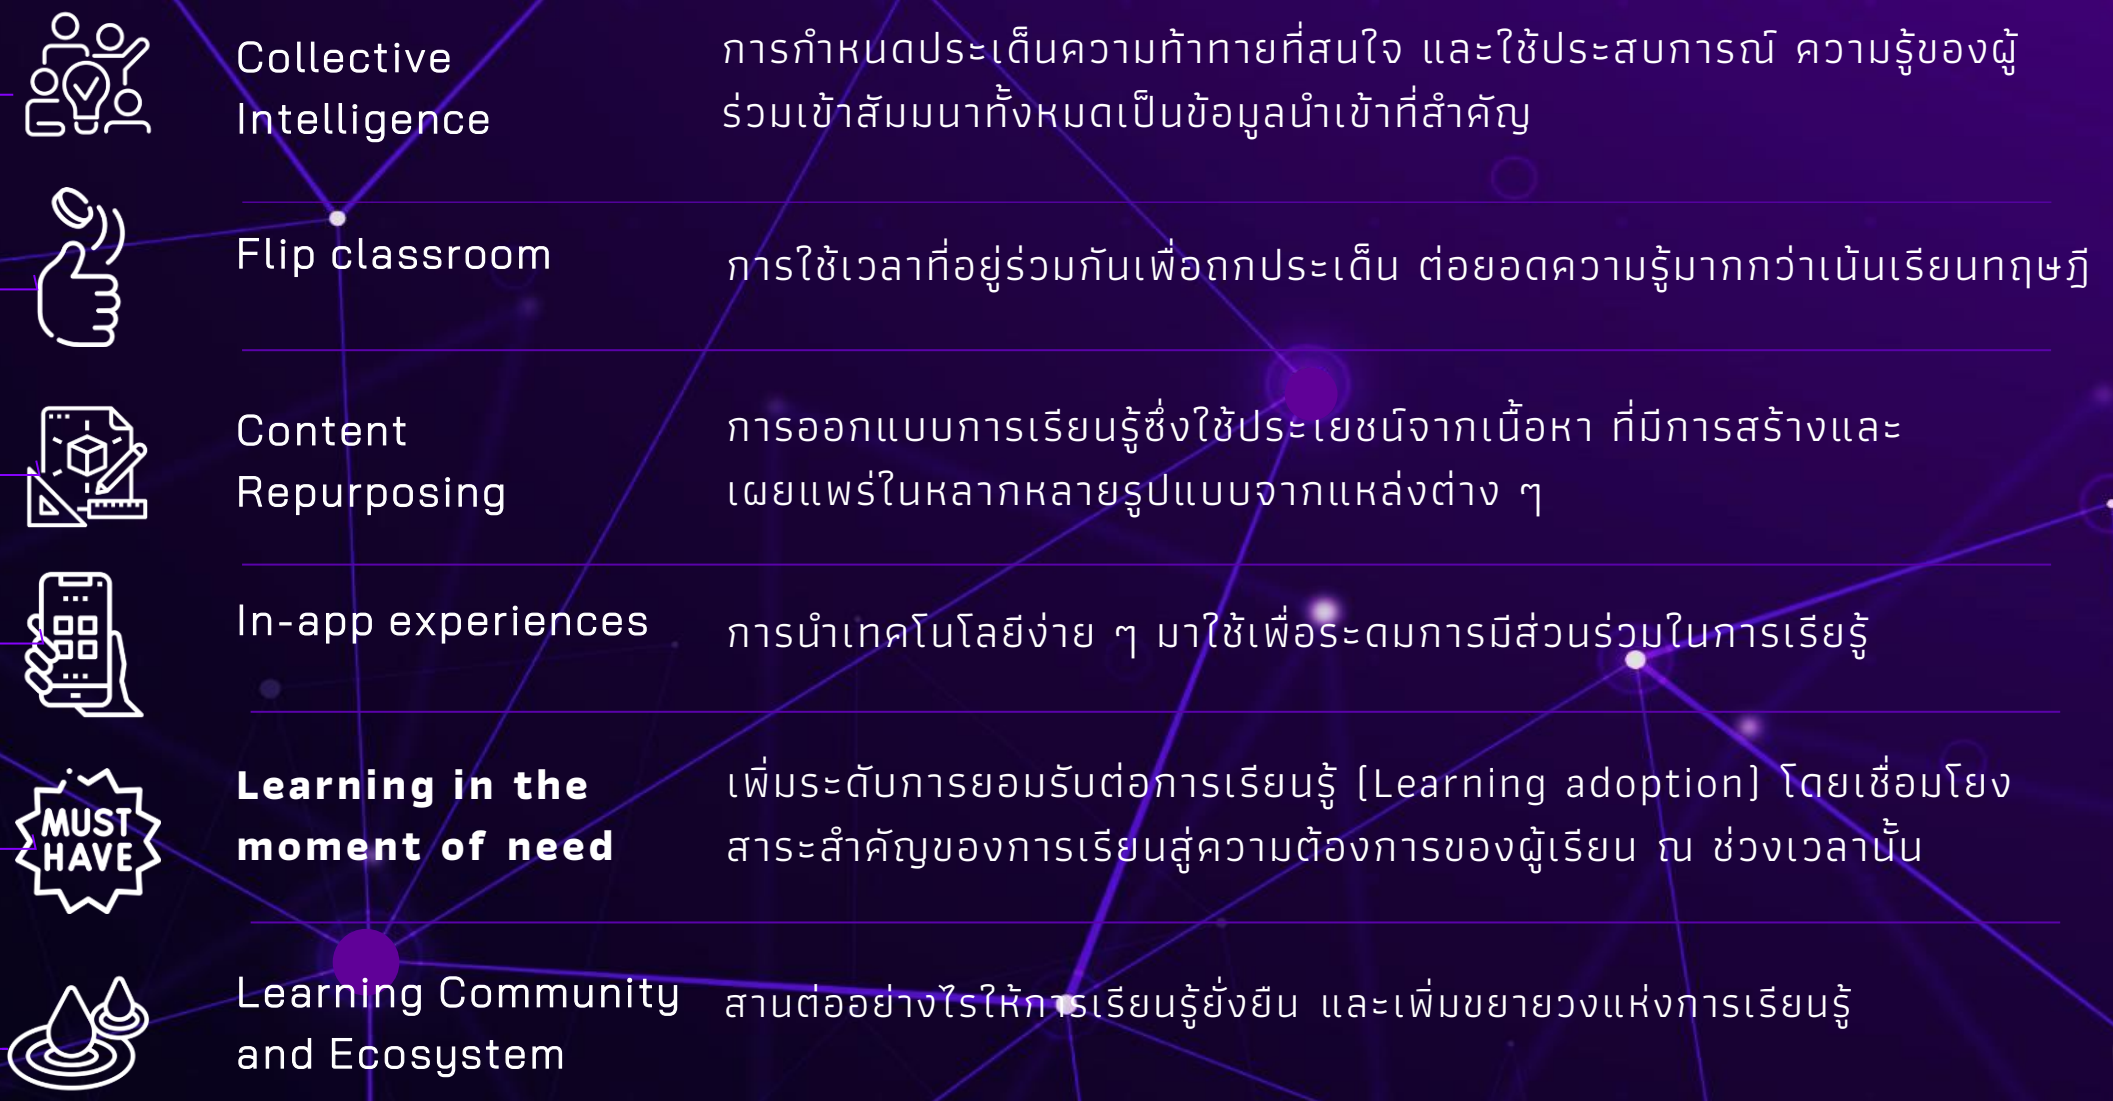 Collective
Intelligence
การกำหนดประเด็นความท้าทายที่สนใจ และใช้ประสบการณ์ ความรู้ของผู้
ร่วมเข้าสัมมนาทั้งหมดเป็นข้อมูลนำเข้าที่สำคัญ
Flip classroom
การใช้เวลาที่อยู่ร่วมกันเพื่อถกประเด็น ต่อยอดความรู้มากกว่าเน้นเรียนทฤษฎี
Content
Repurposing
การออกแบบการเรียนรู้ซึ่งใช้ประโยชน์จากเนื้อหา ที่มีการสร้างและ
เผยแพร่ในหลากหลายรูปแบบจากแหล่งต่าง ๆ
In-app experiences
การนำเทคโนโลยีง่าย ๆ มาใช้เพื่อระดมการมีส่วนร่วมในการเรียรู้
MUST
HAVE
Learning in the
moment of need
เพิ่มระดับการยอมรับต่อการเรียนรู้ (Learning adoption) โดยเชื่อมโยง
สาระสำคัญของการเรียนสู่ความต้องการของผู้เรียน ณ ช่วงเวลานั้น
Learning Community
and Ecosystem
สานต่ออย่างไรให้การเรียนรู้ยั่งยืน และเพิ่มขยายวงแห่งการเรียนรู้